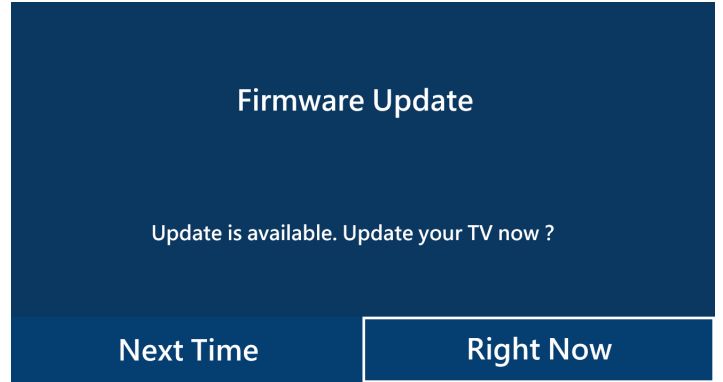 Firmware Update
Update is available. Update your TV now ?
Next Time
Right Now